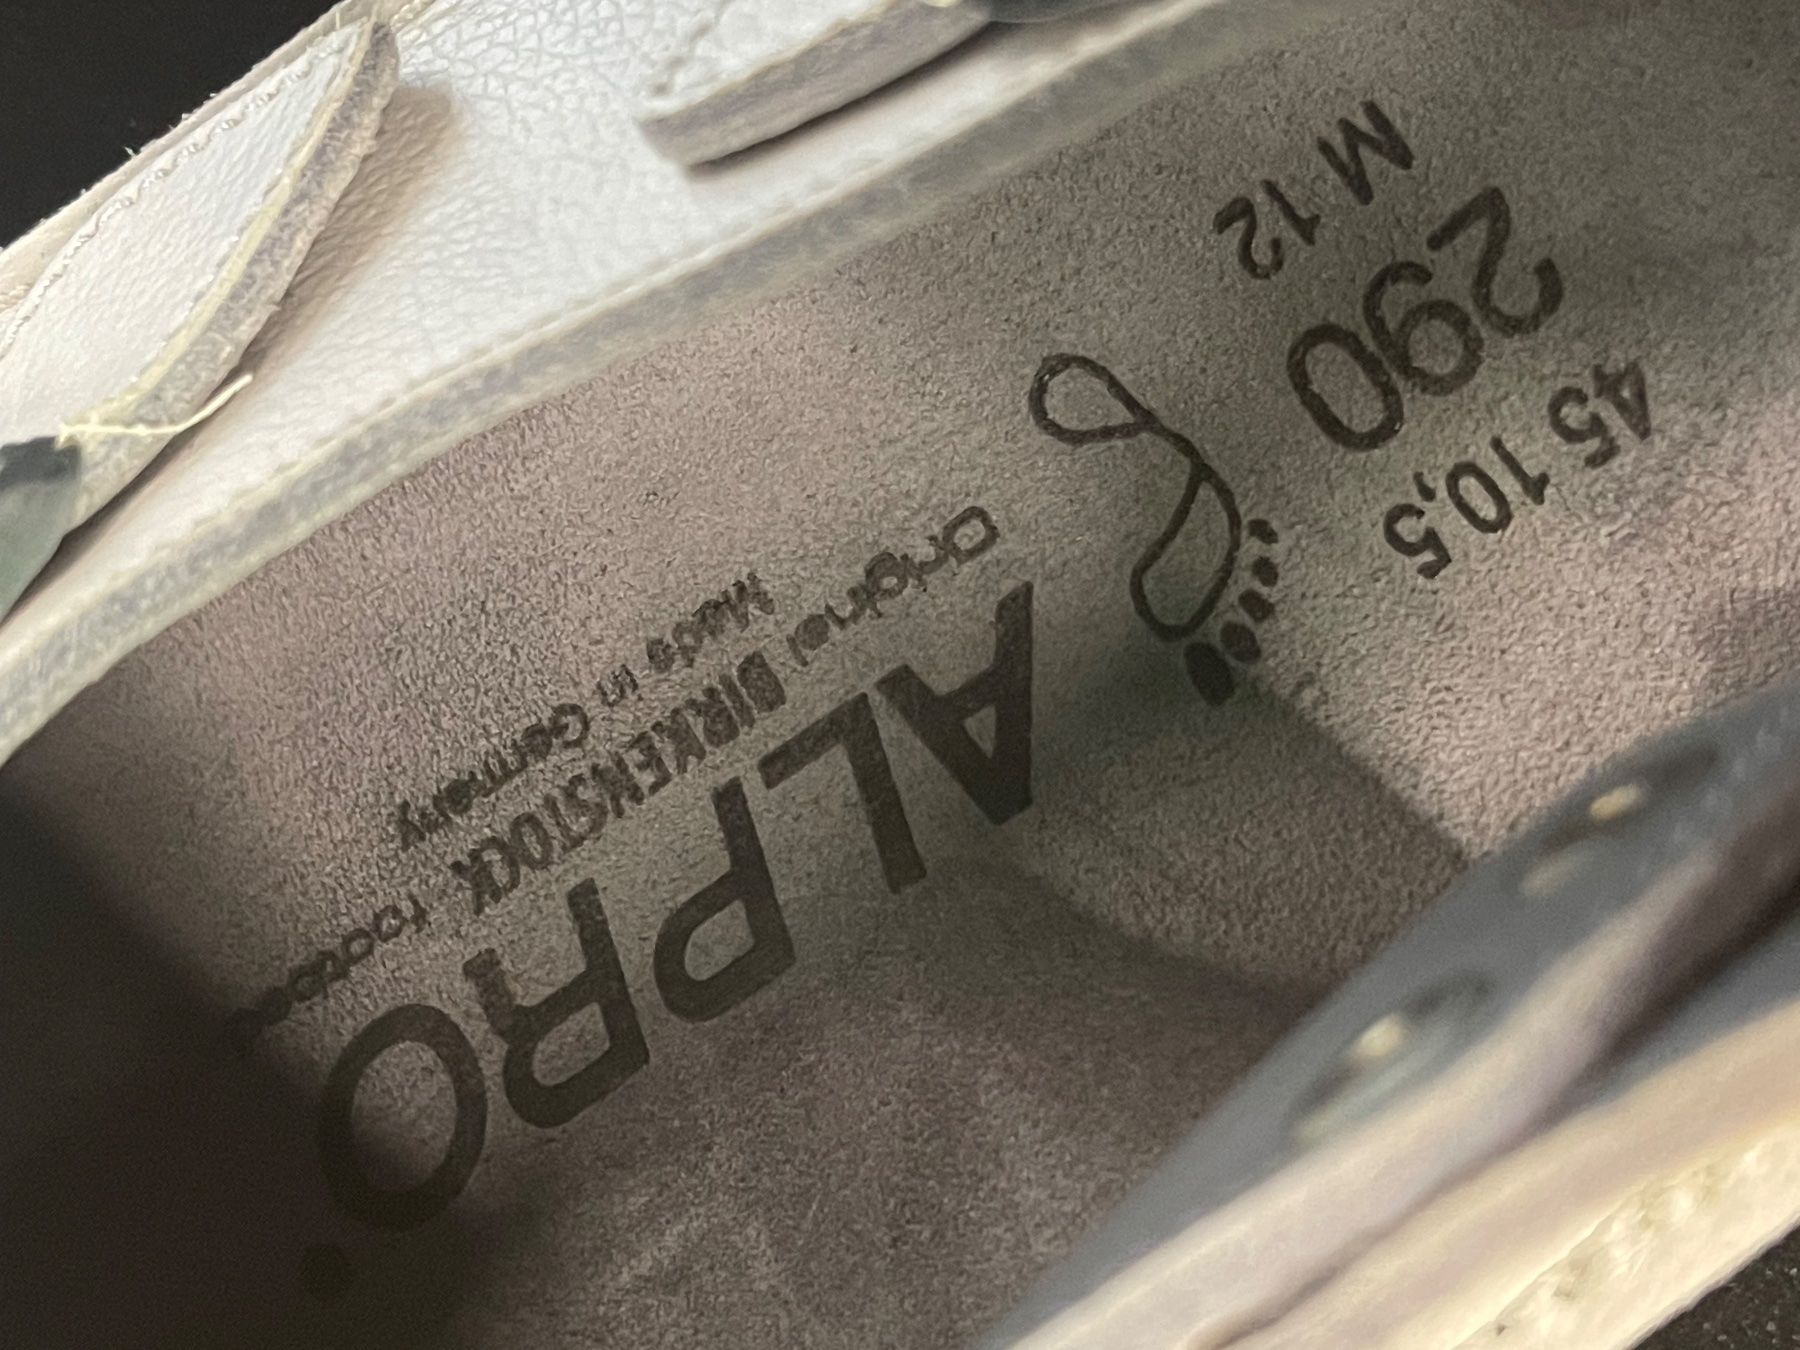 45 10,5
290
M 12
ALPRO
original BIRKENSTOCK footbed
Made in Germany